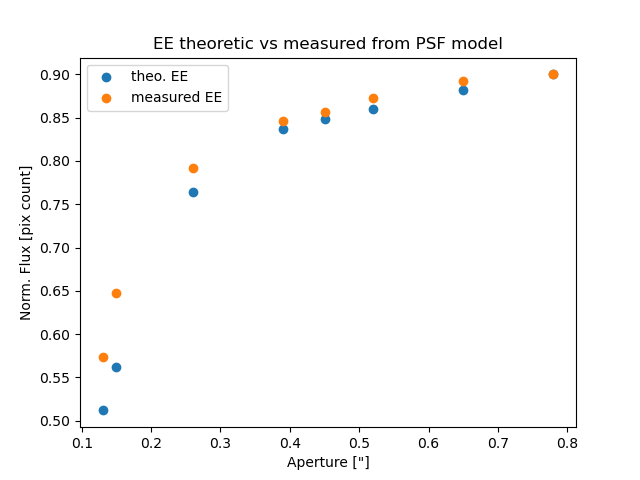 EE theoretic vs measured from PSF model
theo. EE
measured EE
Norm. Flux [pix count]
0.90
0.85
0.80
0.75
0.70
0.65
0.60
0.55
0.50
0.1 0.2 0.3 0.4 0.5 0.6 0.7 0.8
Aperture ["]